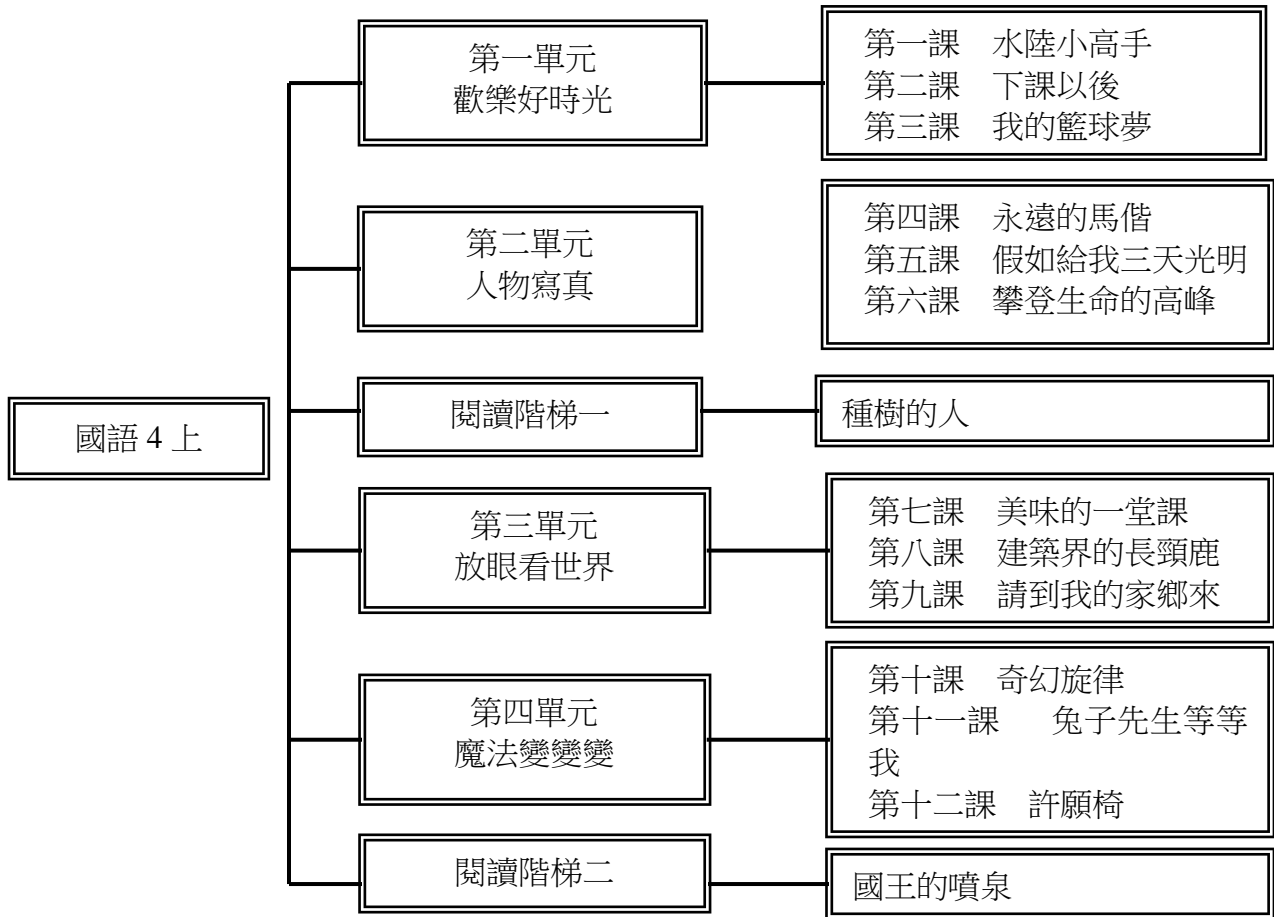 國語 4 上
第一單元
歡樂好時光
第一課　水陸小高手
第二課　下課以後
第三課　我的籃球夢
第二單元
人物寫真
第四課　永遠的馬偕
第五課　假如給我三天光明
第六課　攀登生命的高峰
閱讀階梯一
種樹的人
第三單元
放眼看世界
第七課　美味的一堂課
第八課　建築界的長頸鹿
第九課　請到我的家鄉來
第四單元
魔法變變變
第十課　奇幻旋律
第十一課　　兔子先生等等
我
第十二課　許願椅
閱讀階梯二
國王的噴泉